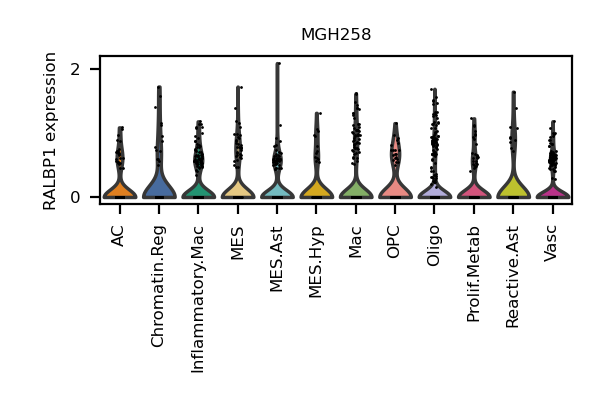 MGH258
RALBP1 expression
2
0
AC
Chromatin.Reg
Inflammatory.Mac
MES
MES.Ast
MES.Hyp
Mac
OPC
Oligo
Prolif.Metab
Reactive.Ast
Vasc